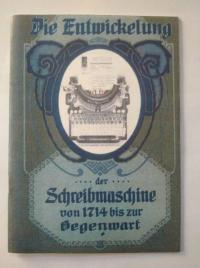 Die Entwickelung
der
Schreibmaschine
von 1714 bis zur
Gegenwart